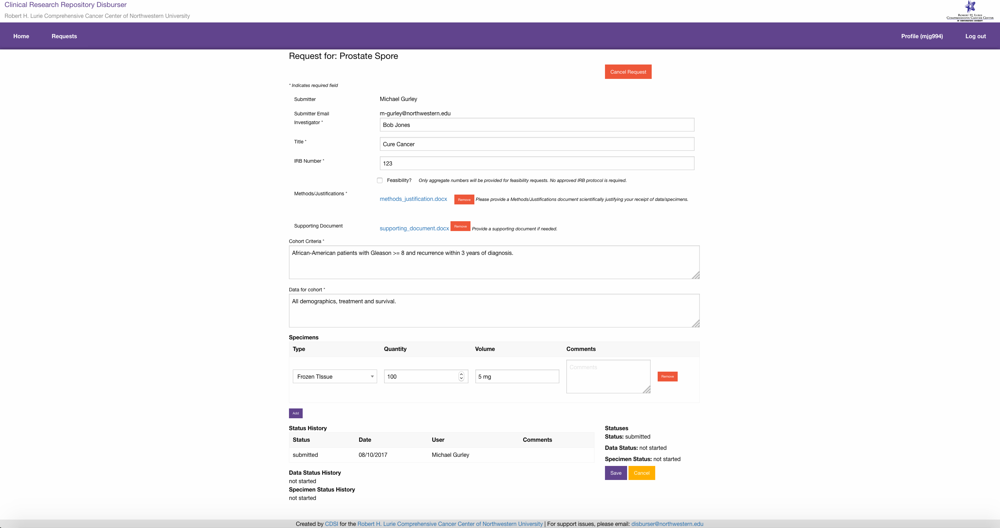 Clinical Research Repository Disburser
Robert H. Lurie Comprehensive Cancer Center of Northwestern University
Robert H. Lurie
Comprehensive Cancer Center
of Northwestern University
Home Requests Profile (mjg994) Log out
Request for: Prostate Spore
Cancel Request
* Indicates required field
Submitter Michael Gurley
Submitter Email m-gurley@northwestern.edu
Investigator * Bob Jones
Title * Cure Cancer
IRB Number * 123
Feasibility? Only aggregate numbers will be provided for feasibility requests. No approved IRB protocol is required.
Methods/Justifications * methods_justification.docx Remove Please provide a Methods/Justifications document scientifically justifying your receipt of data/specimens.
Supporting Document supporting_document.docx Remove Provide a supporting document if needed.
Cohort Criteria *
African-American patients with Gleason >= 8 and recurrence within 3 years of diagnosis.
Data for cohort *
All demographics, treatment and survival.
Specimens
Type Quantity Volume Comments
Frozen TIssue 100 5 mg Comments Remove
Add
Status History
Status Date User Comments
submitted 08/10/2017 Michael Gurley
Data Status History
not started
Specimen Status History
not started
Statuses
Status: submitted
Data Status: not started
Specimen Status: not started
Save Cancel
Created by CDSI for the Robert H. Lurie Comprehensive Cancer Center of Northwestern University | For support issues, please email: disburser@northwestern.edu